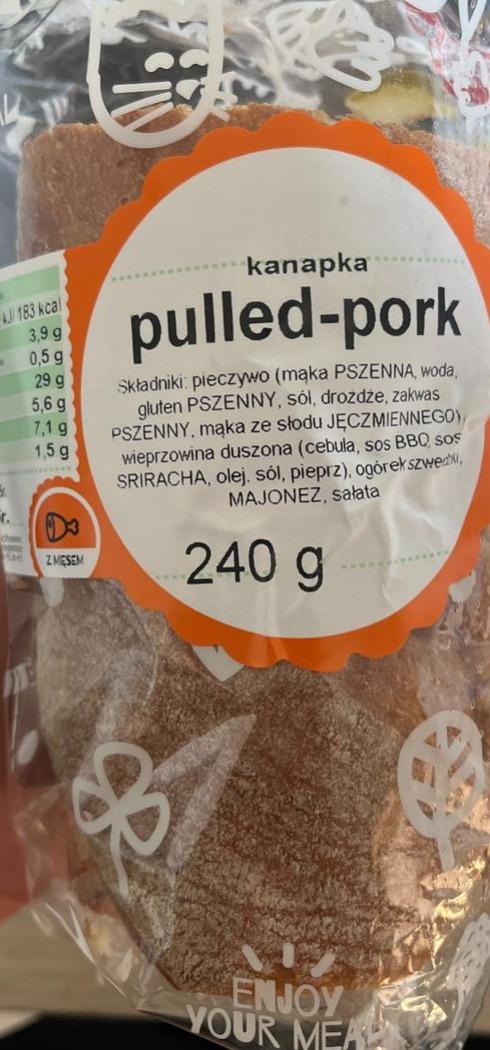 kanapka
pulled-pork
Składniki: pieczywo (mąka PSZENNA, woda,
gluten PSZENNY, sól, drożdże, zakwas
PSZENNY, mąka ze słodu JĘCZMIENNEGO),
wieprzowina duszona (cebula, sos BBQ, sos
SRIRACHA, olej, sól, pieprz), ogórek szwedzki,
MAJONEZ, sałata
240 g
kJ/ 183 kcal
3,9 g
0,5 g
29 g
5,6 g
7,1 g
1,5 g
Z MIĘSEM
ENJOY
YOUR MEA